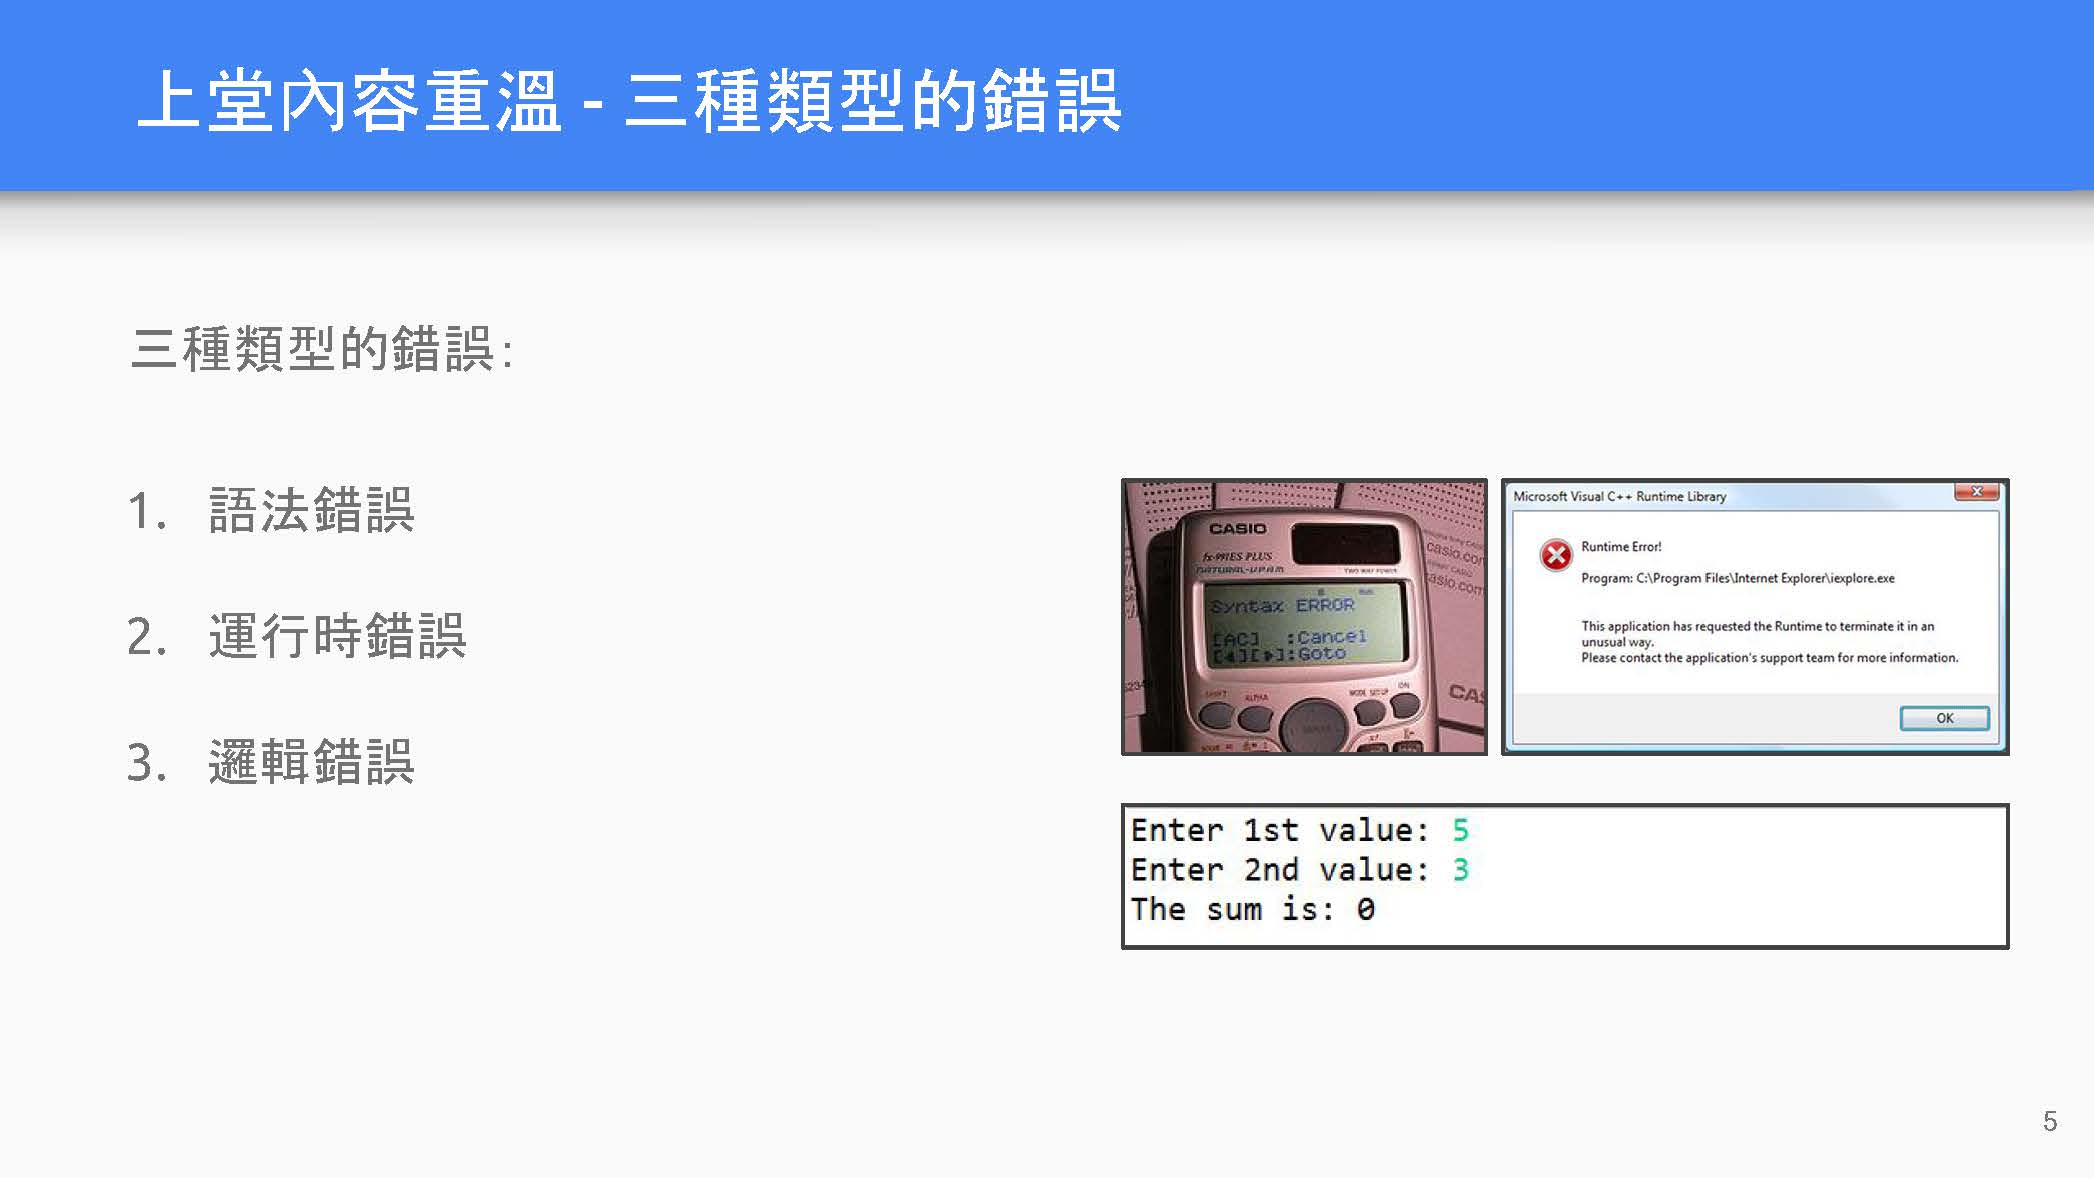 上堂內容重溫 - 三種類型的錯誤
三種類型的錯誤：
1. 語法錯誤
2. 運行時錯誤
3. 邏輯錯誤
CASIO
fx-991ES PLUS
NATURAL-V.P.A.M.
TWO WAY POWER
Syntax ERROR
[AC] :Cancel
[◄][►]:Goto
SHIFT
ALPHA
MODE SETUP
ON
casio.com
casio.com
CAS
Microsoft Visual C++ Runtime Library
Runtime Error!
Program: C:\Program Files\Internet Explorer\iexplore.exe
This application has requested the Runtime to terminate it in an
unusual way.
Please contact the application's support team for more information.
OK
Enter 1st value: 5
Enter 2nd value: 3
The sum is: 0
5